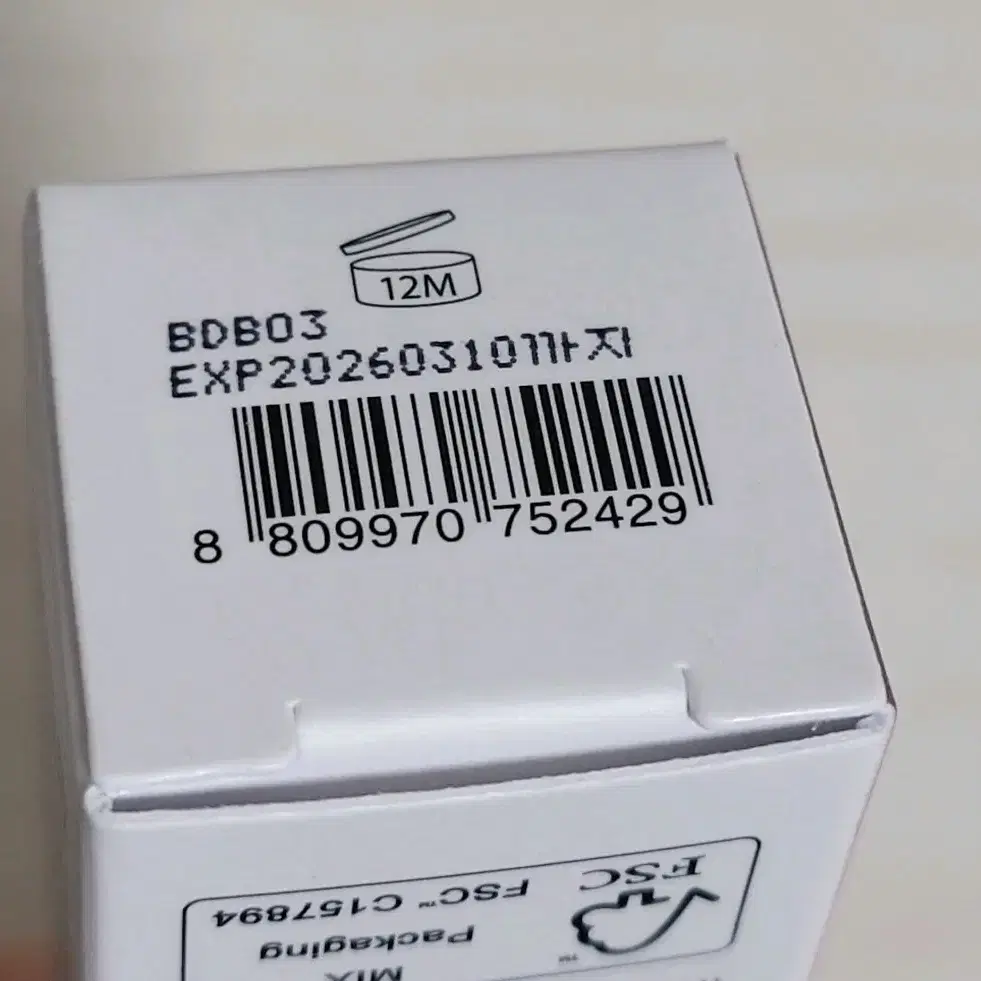 12M
BDB03
EXP20260310까지
8 809970 752429
FSC
FSC™ C157894
Packaging
MIX